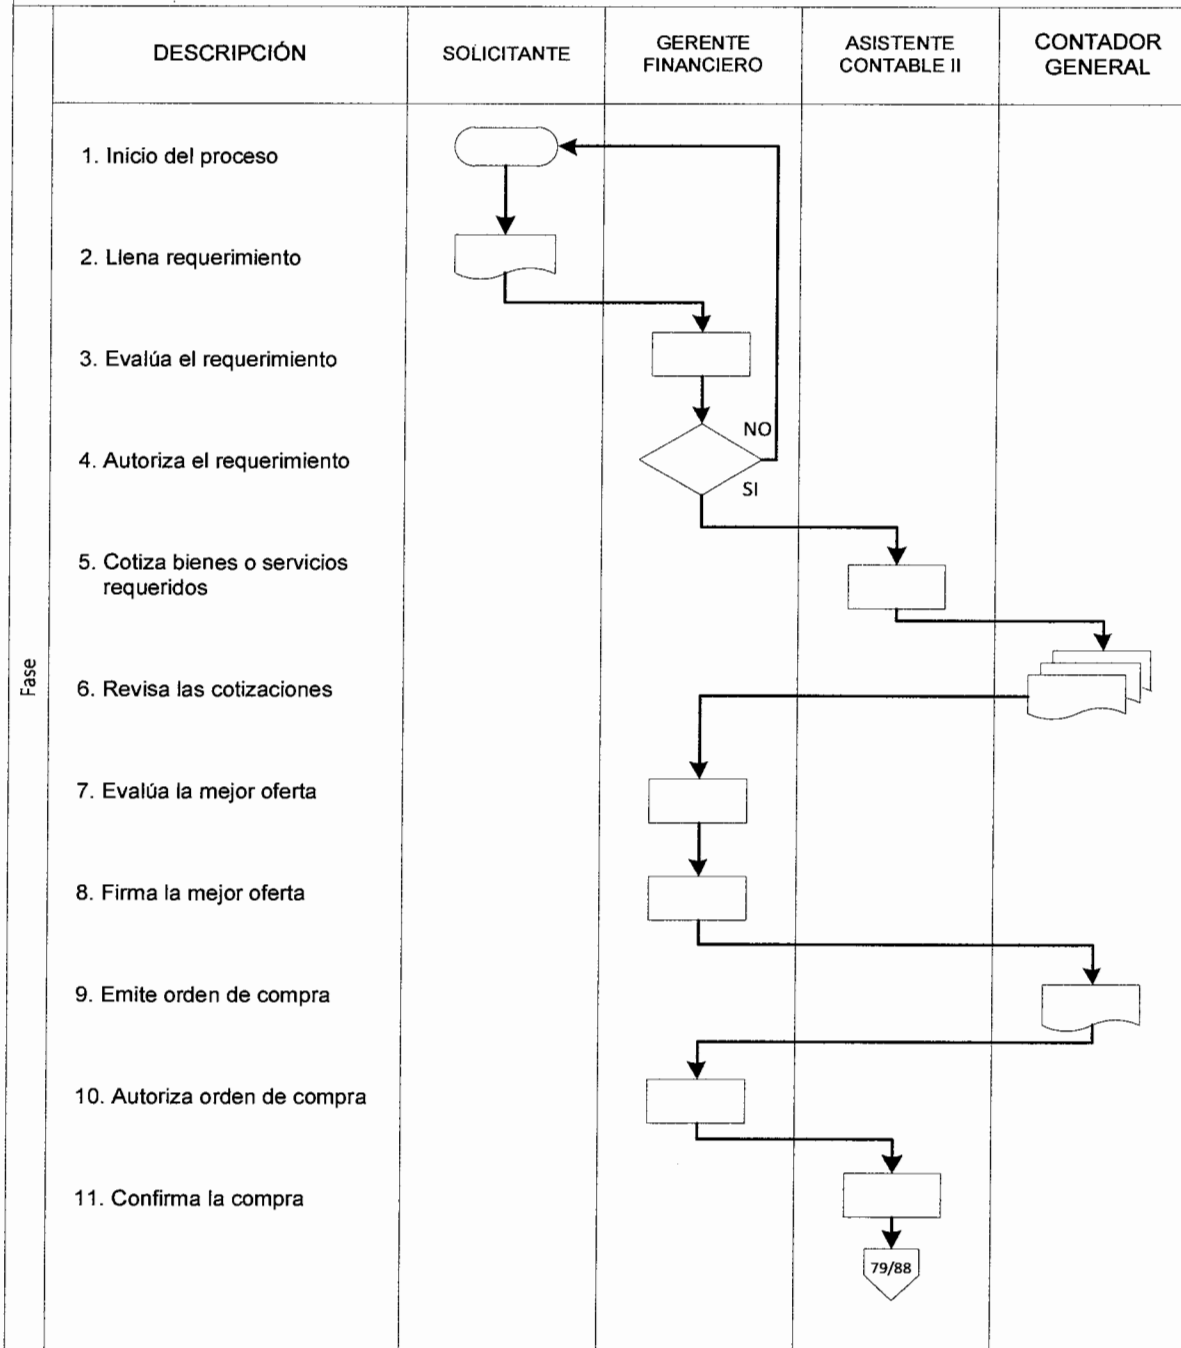 DESCRIPCIÓN
SOLICITANTE
GERENTE
FINANCIERO
ASISTENTE
CONTABLE II
CONTADOR
GENERAL
Fase
1. Inicio del proceso
2. Llena requerimiento
3. Evalúa el requerimiento
NO
4. Autoriza el requerimiento
SI
5. Cotiza bienes o servicios
requeridos
6. Revisa las cotizaciones
7. Evalúa la mejor oferta
8. Firma la mejor oferta
9. Emite orden de compra
10. Autoriza orden de compra
11. Confirma la compra
79/88